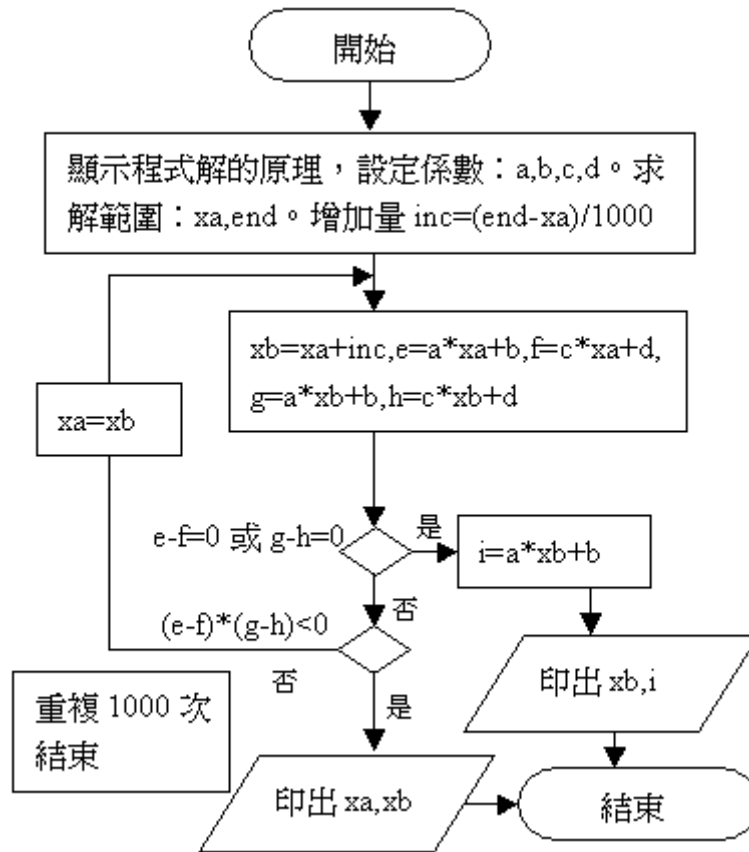 開始
顯示程式解的原理，設定係數：a,b,c,d。求
解範圍：xa,end。增加量 inc=(end-xa)/1000
xb=xa+inc,e=a*xa+b,f=c*xa+d,
g=a*xb+b,h=c*xb+d
xa=xb
e-f=0 或 g-h=0
是
i=a*xb+b
否
(e-f)*(g-h)<0
否
是
印出 xb,i
重複 1000 次
結束
印出 xa,xb
結束